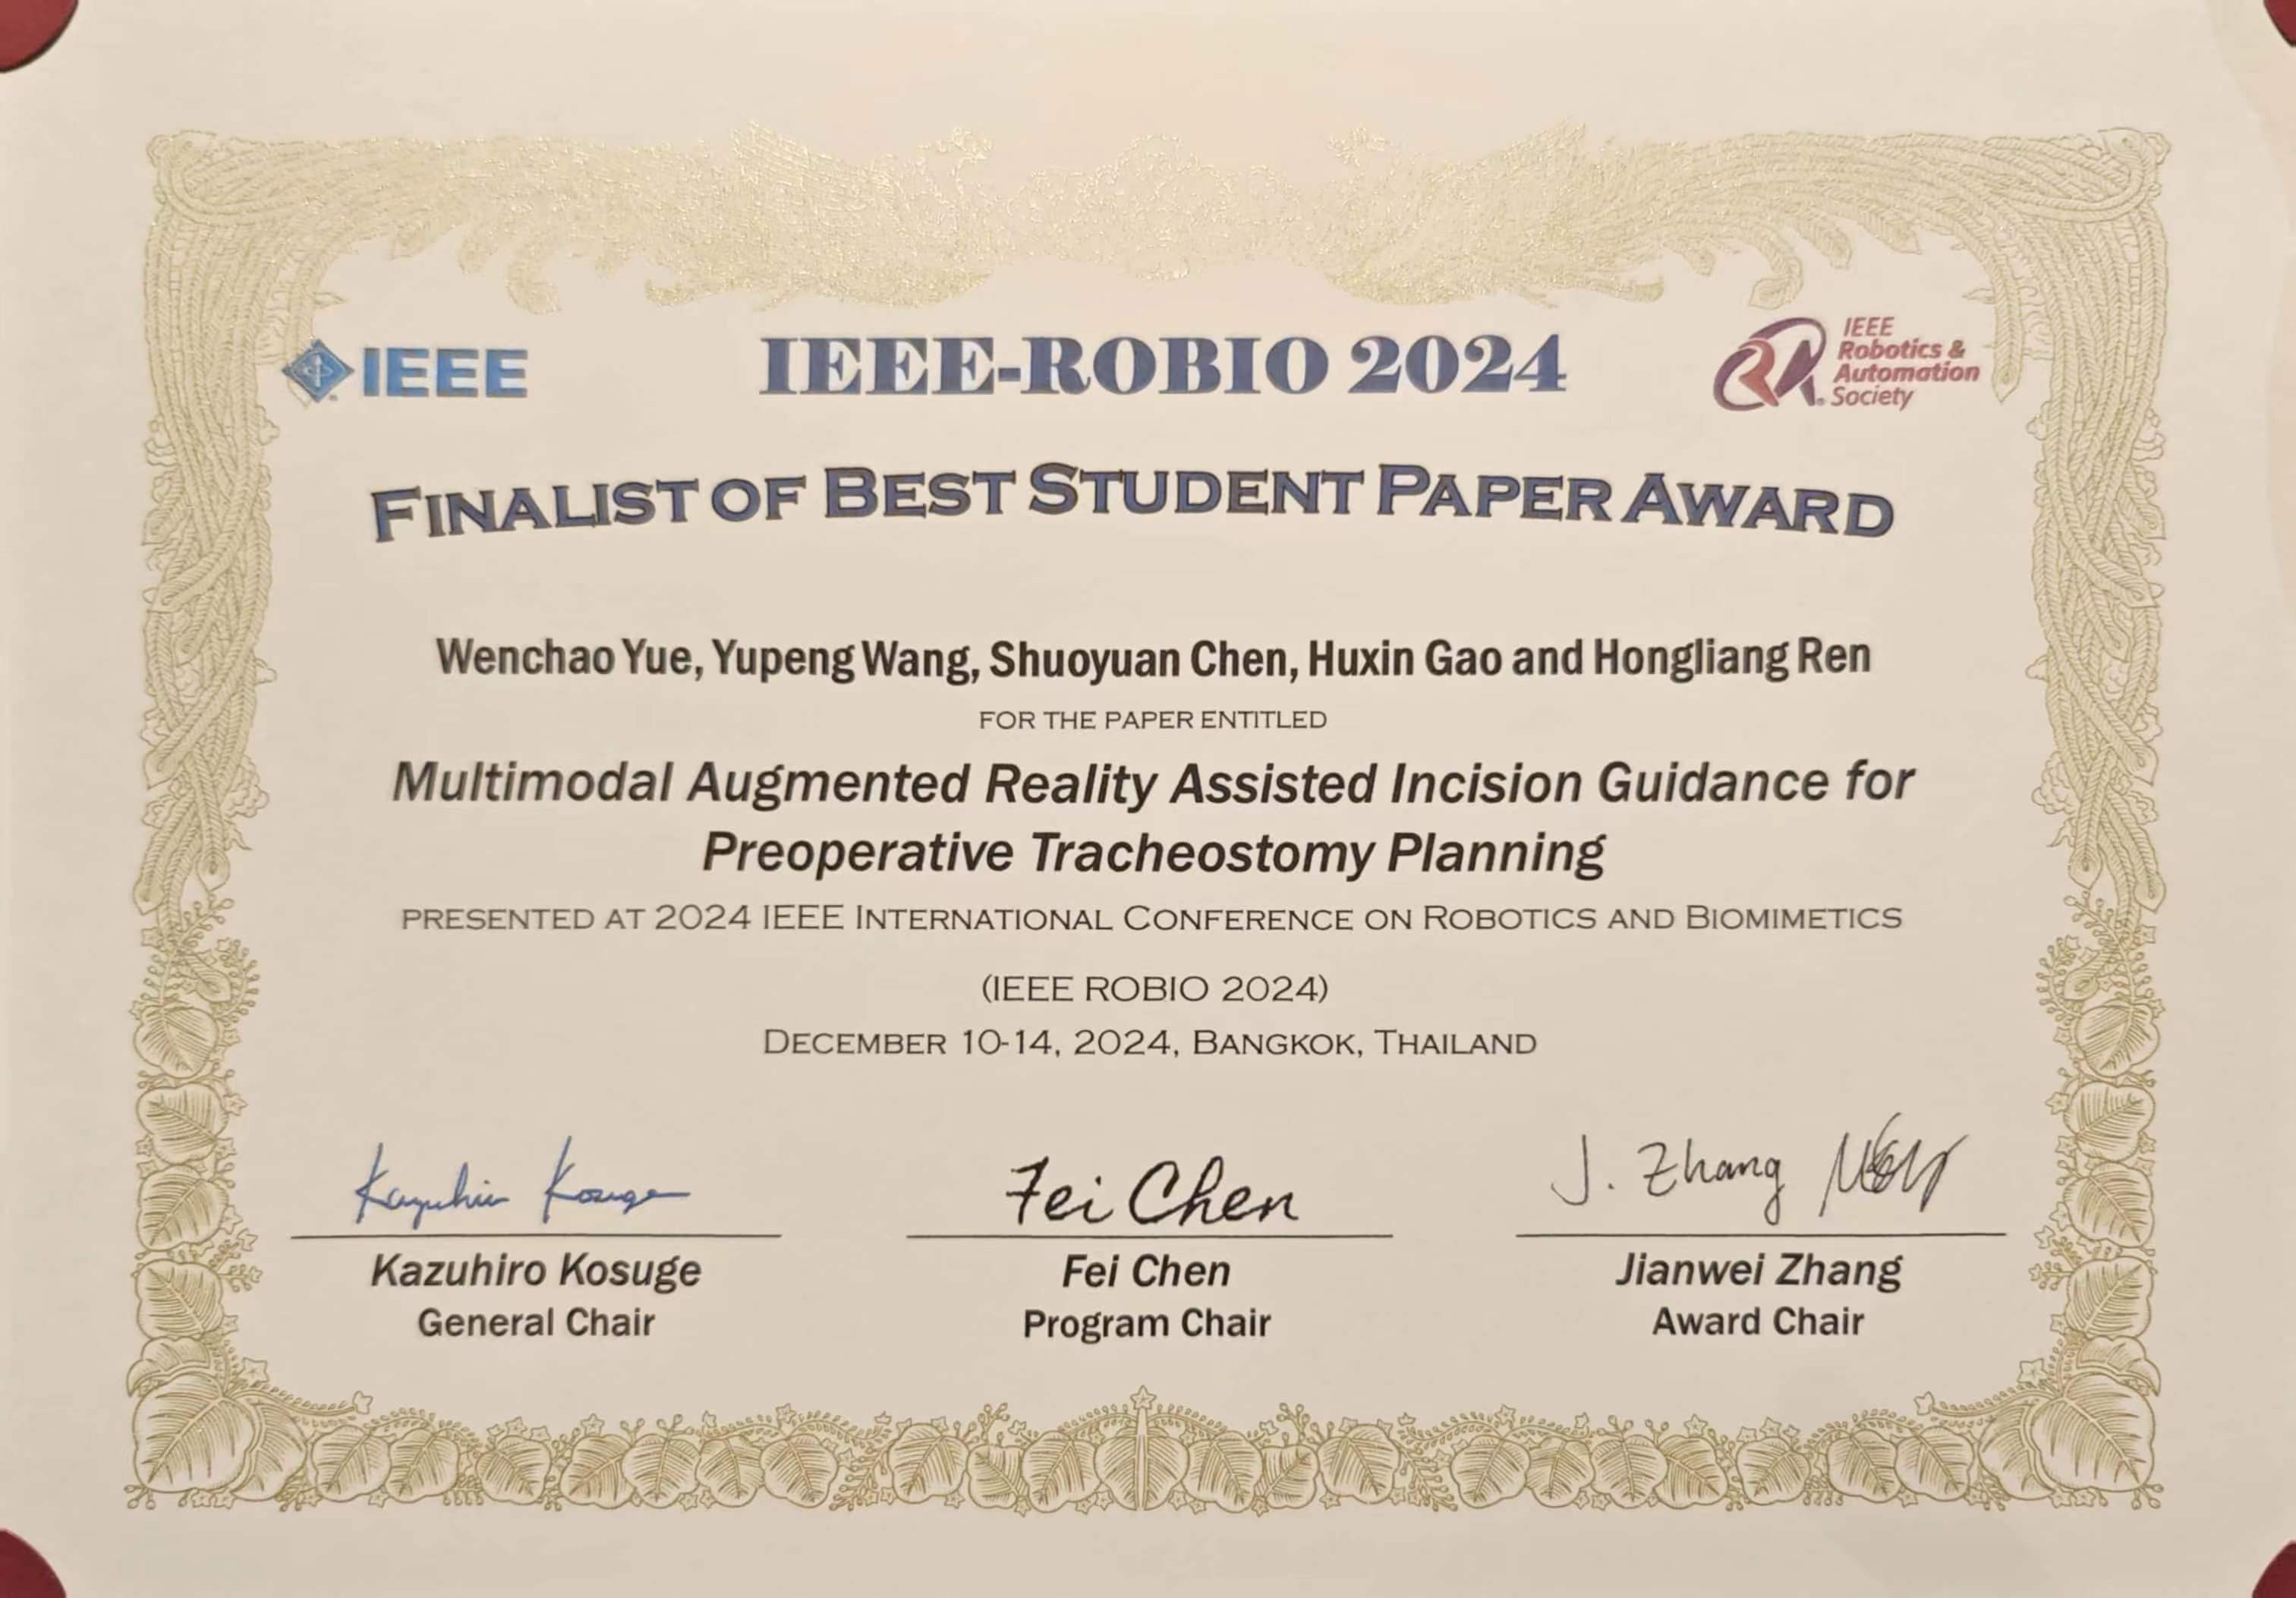 IEEE
IEEE-ROBIO 2024
IEEE
Robotics &
Automation
Society
FINALIST OF BEST STUDENT PAPER AWARD
Wenchao Yue, Yupeng Wang, Shuoyuan Chen, Huxin Gao and Hongliang Ren
FOR THE PAPER ENTITLED
Multimodal Augmented Reality Assisted Incision Guidance for
Preoperative Tracheostomy Planning
PRESENTED AT 2024 IEEE INTERNATIONAL CONFERENCE ON ROBOTICS AND BIOMIMETICS
(IEEE ROBIO 2024)
DECEMBER 10-14, 2024, BANGKOK, THAILAND
Kazuhiro Kosuge
Fei Chen
J. Zhang
Kazuhiro Kosuge
Fei Chen
Jianwei Zhang
General Chair
Program Chair
Award Chair